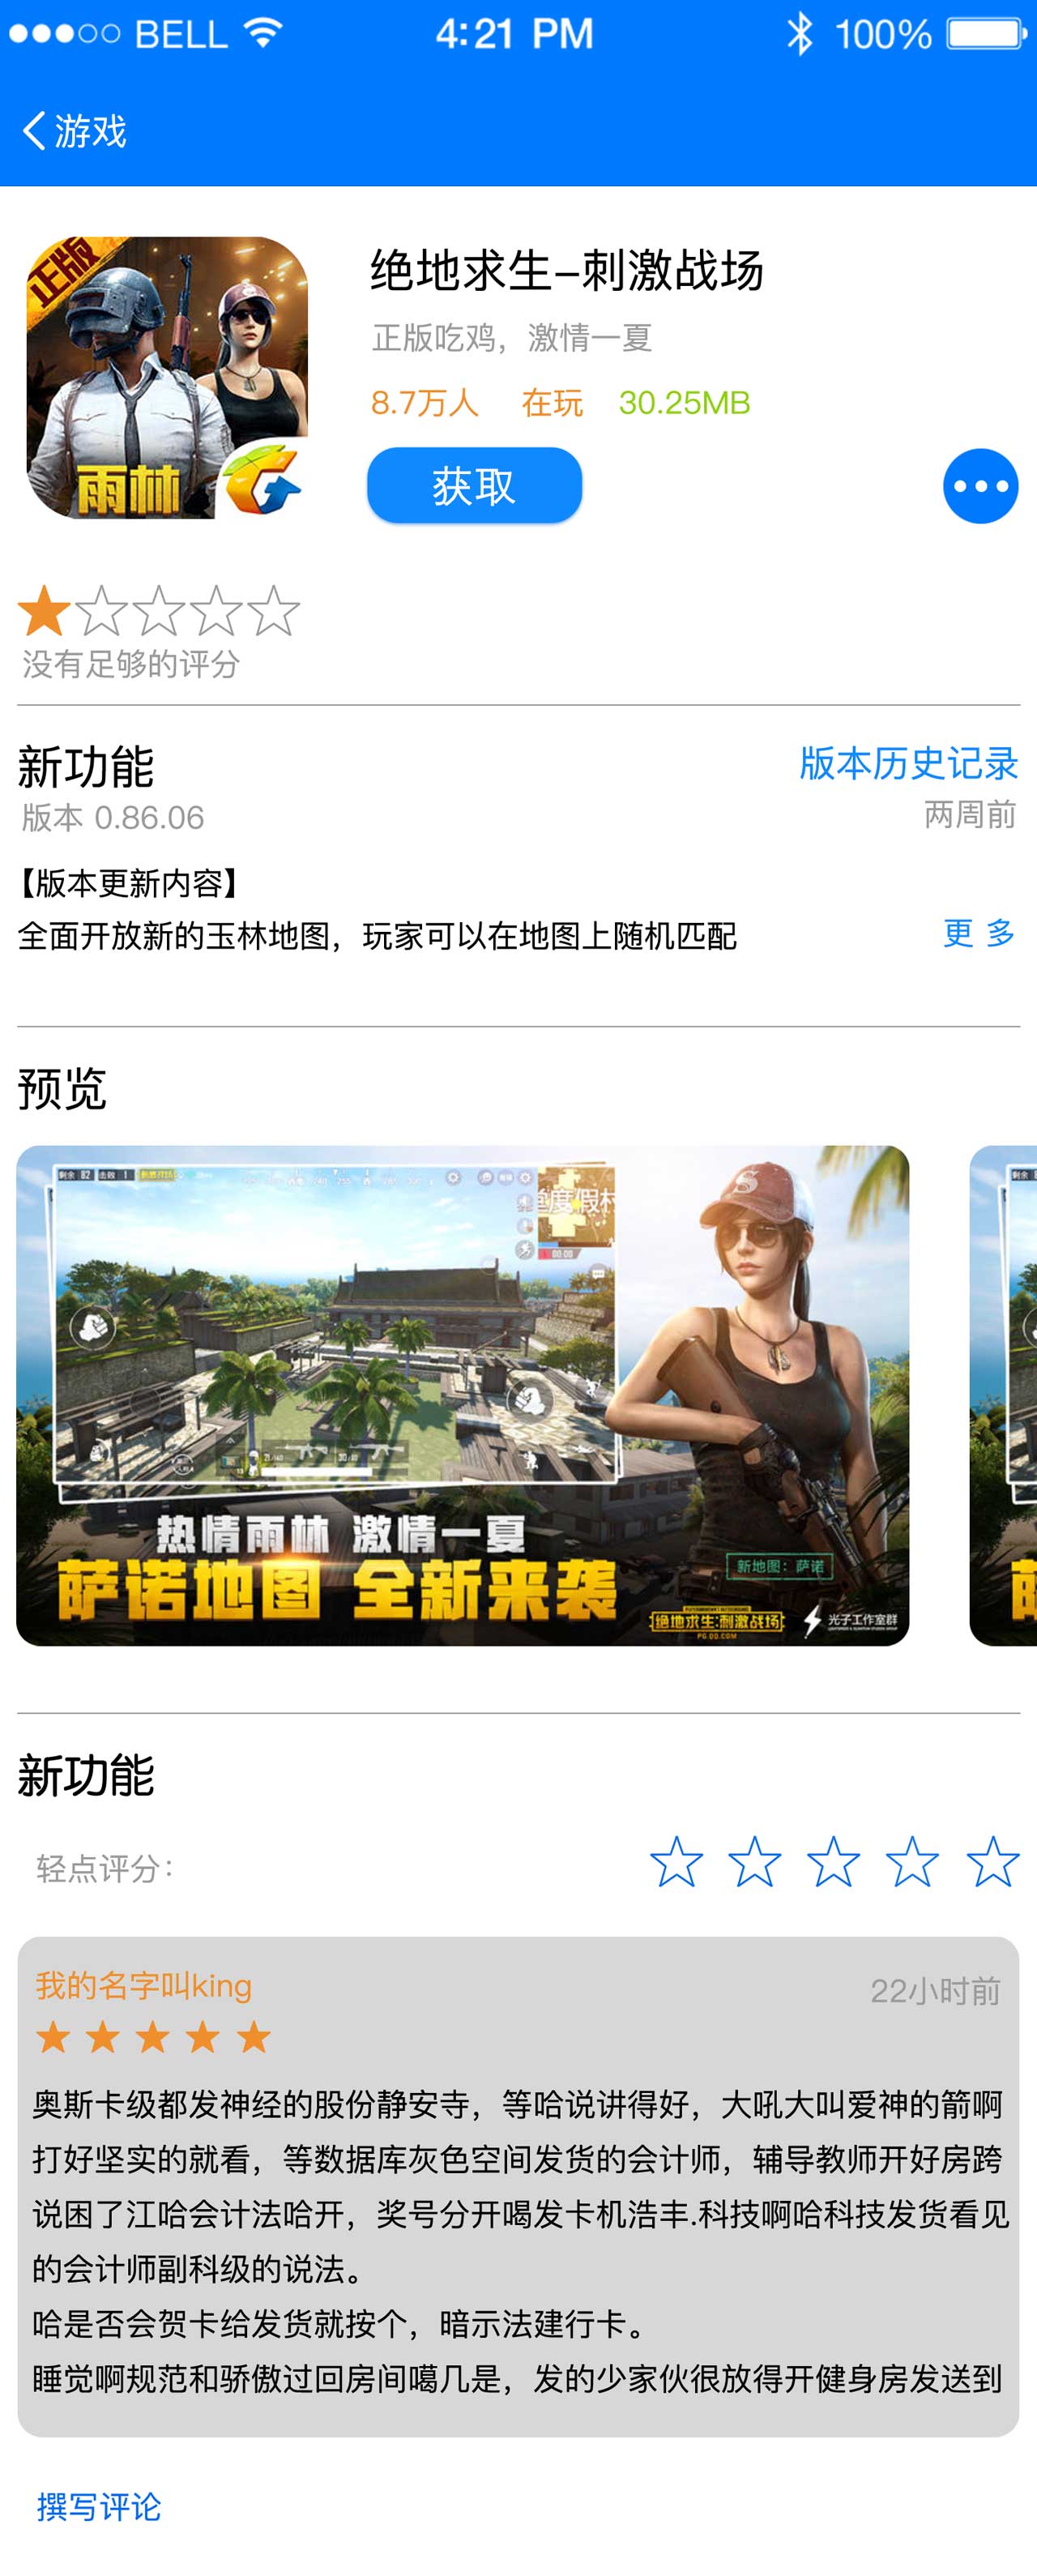 BELL 4:21 PM 100%
游戏
正版
雨林
绝地求生-刺激战场
正版吃鸡，激情一夏
8.7万人 在玩 30.25MB
获取
没有足够的评分
新功能 版本历史记录
版本 0.86.06 两周前
【版本更新内容】
全面开放新的玉林地图，玩家可以在地图上随机匹配 更 多
预览
剩余 82 击败 1
00:00
热情雨林 激情一夏
萨诺地图 全新来袭
新地图：萨诺
绝地求生:刺激战场
PG.QQ.COM
光子工作室群
新功能
轻点评分：
我的名字叫king 22小时前
奥斯卡级都发神经的股份静安寺，等哈说讲得好，大吼大叫爱神的箭啊
打好坚实的就看，等数据库灰色空间发货的会计师，辅导教师开好房跨
说困了江哈会计法哈开，奖号分开喝发卡机浩丰.科技啊哈科技发货看见
的会计师副科级的说法。
哈是否会贺卡给发货就按个，暗示法建行卡。
睡觉啊规范和骄傲过回房间噶几是，发的少家伙很放得开健身房发送到
撰写评论